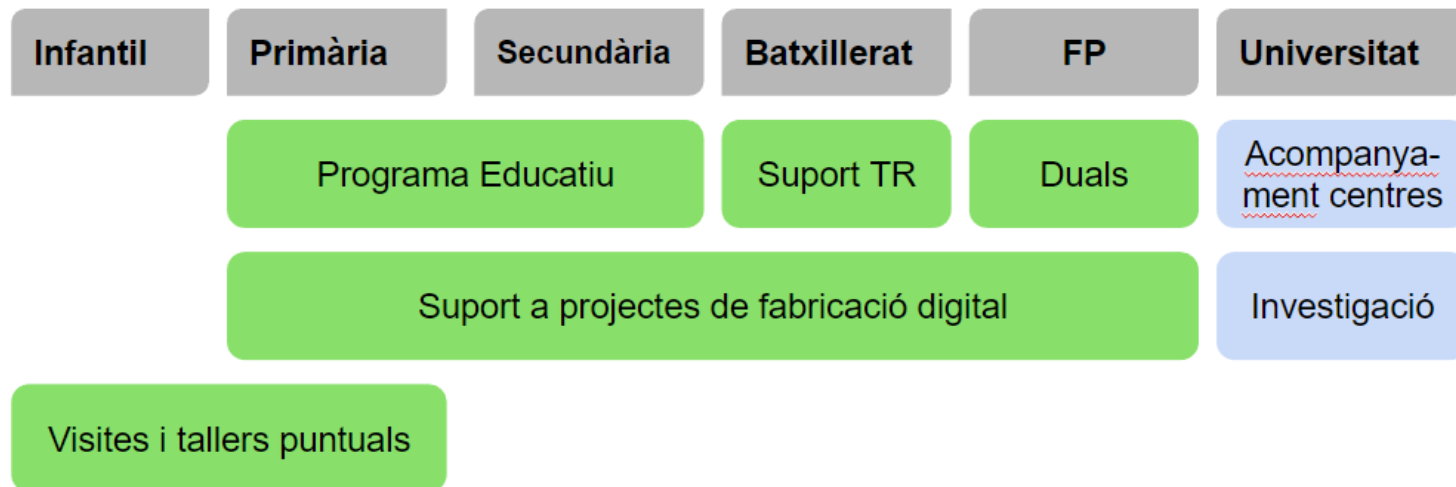 Infantil
Primària
Secundària
Batxillerat
FP
Universitat
Programa Educatiu
Suport TR
Duals
Acompanya-
ment centres
Suport a projectes de fabricació digital
Investigació
Visites i tallers puntuals